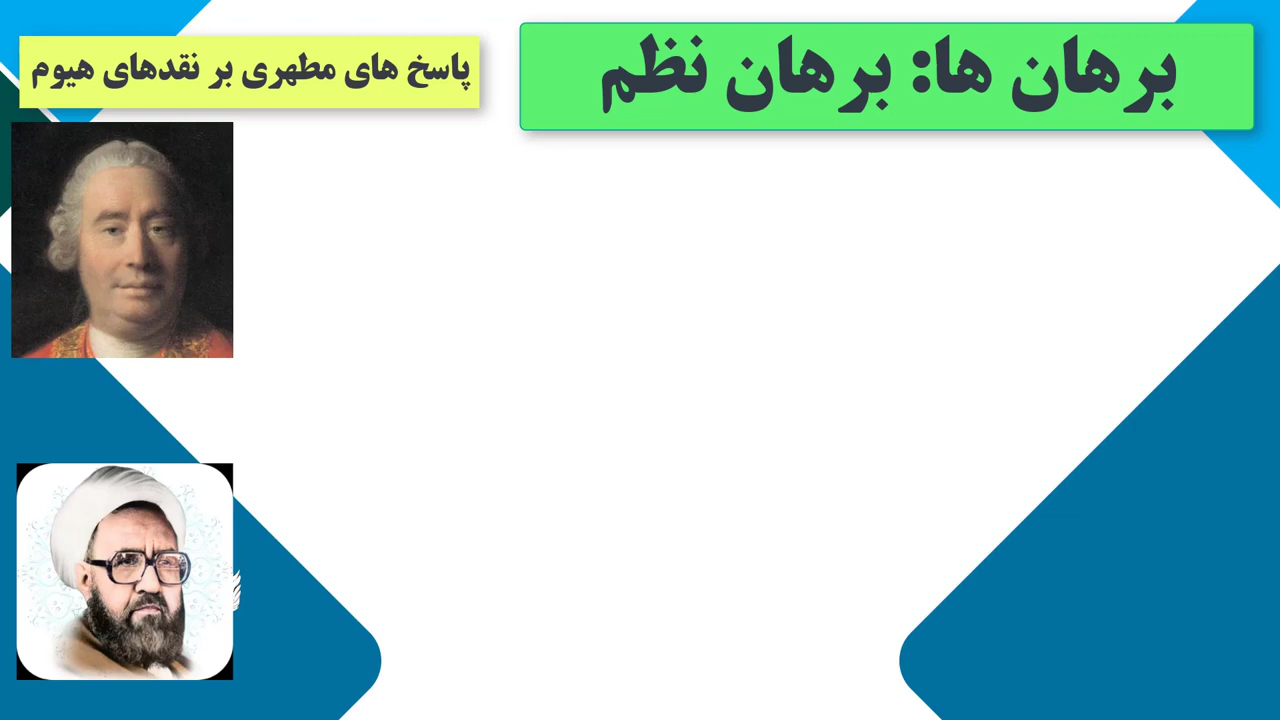 برهان ها: برهان نظم
پاسخ های مطهری بر نقدهای هیوم